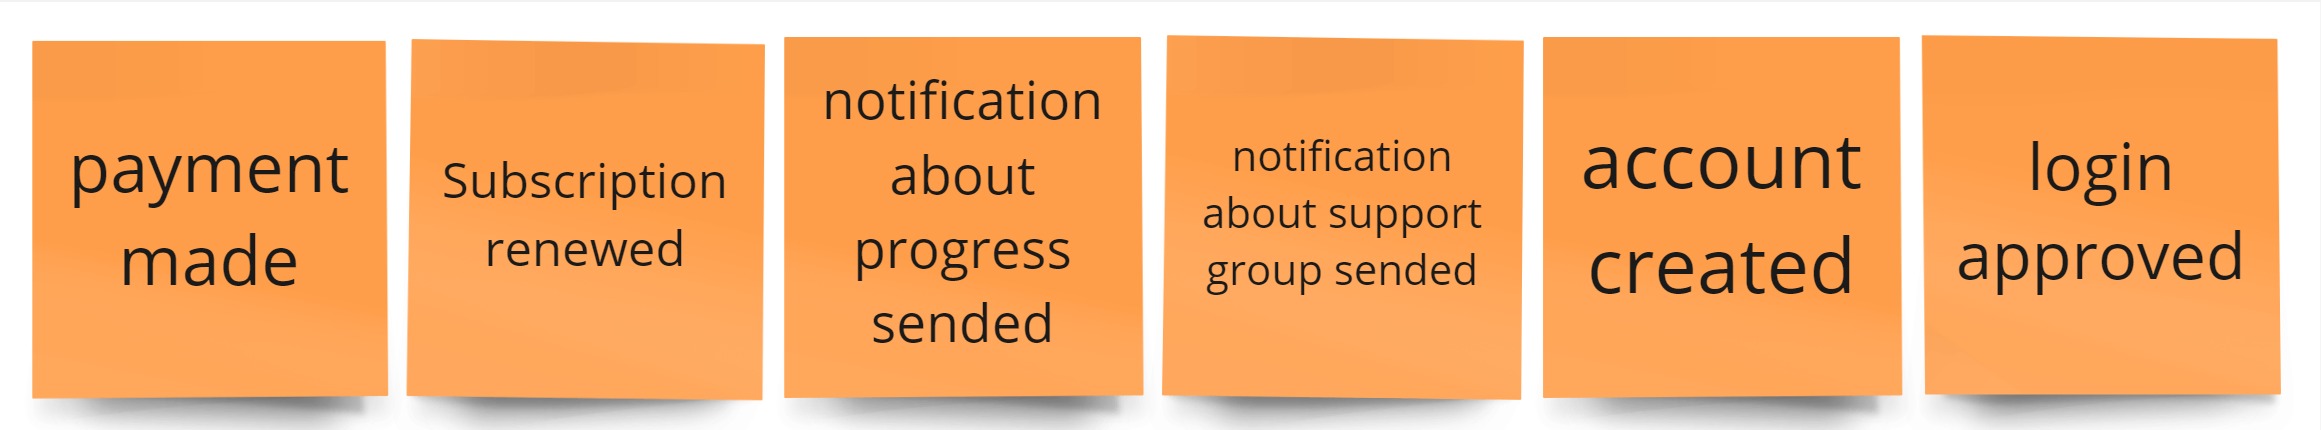 payment
made
Subscription
renewed
notification
about
progress
sended
notification
about support
group sended
account
created
login
approved